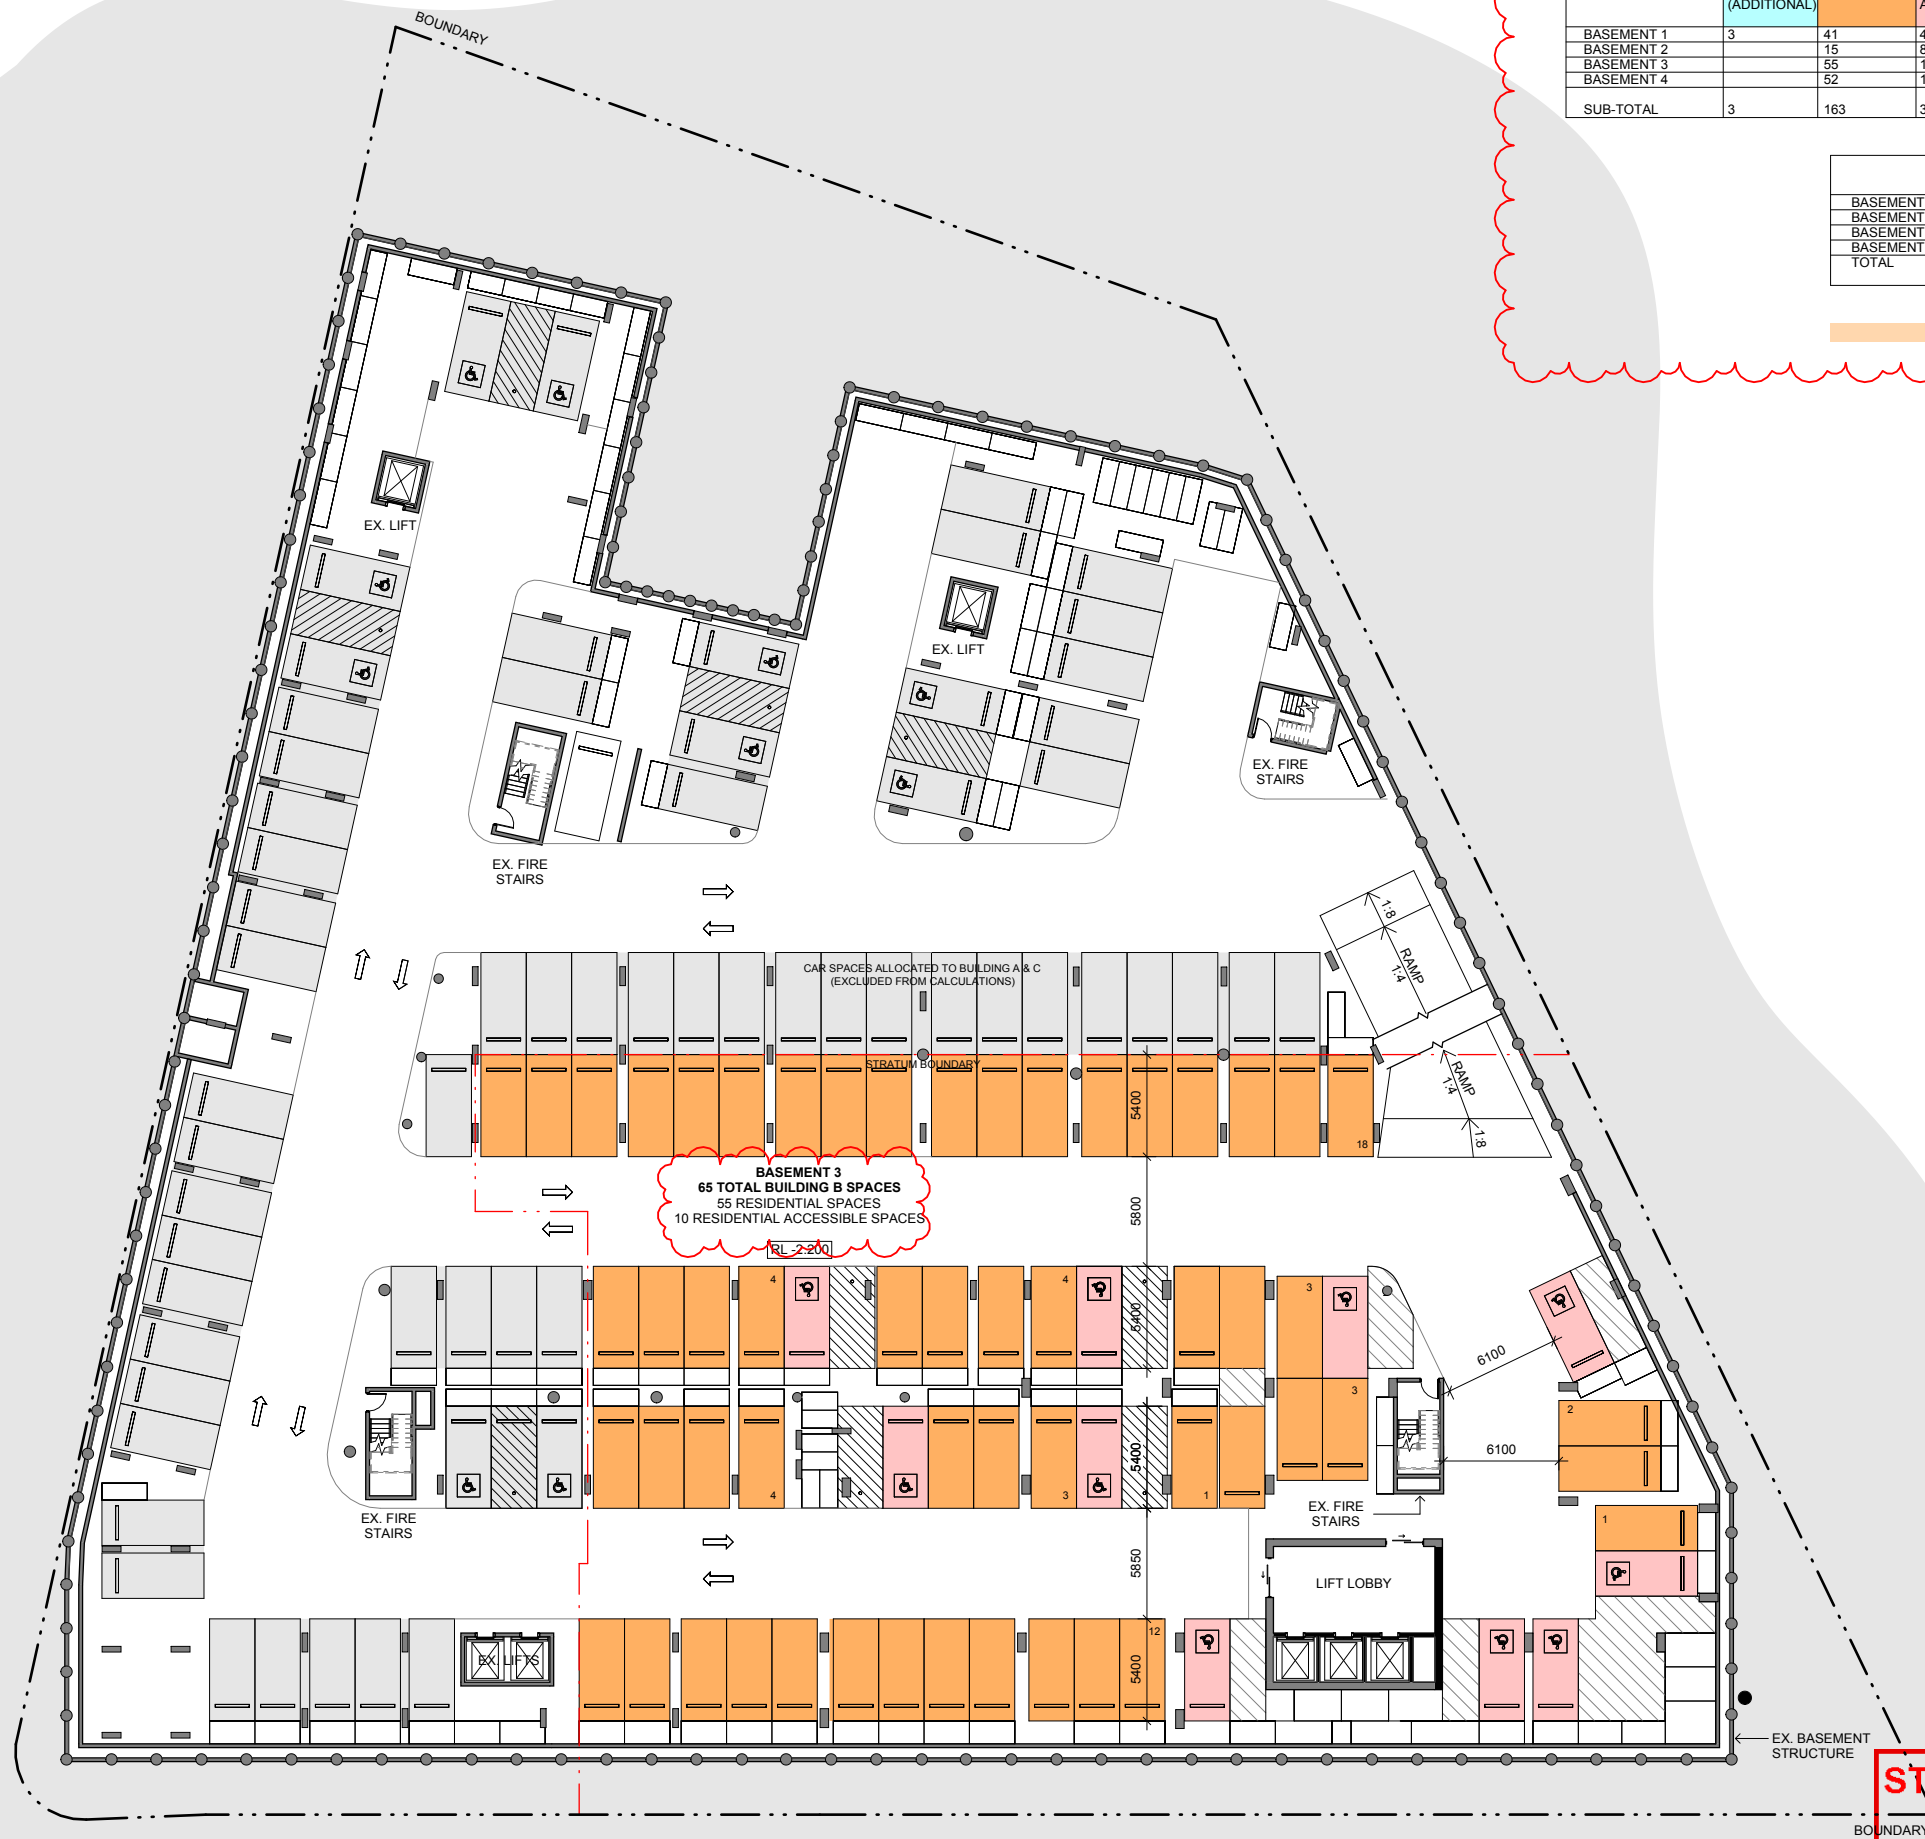 BOUNDARY
(ADDITIONAL)
BASEMENT 1 3 41 4
BASEMENT 2 15 8
BASEMENT 3 55 1
BASEMENT 4 52 1
SUB-TOTAL 3 163 3
BASEMENT
BASEMENT
BASEMENT
BASEMENT
TOTAL
EX. LIFT
EX. LIFT
EX. FIRE
STAIRS
EX. FIRE
STAIRS
1:8
RAMP
1:4
CAR SPACES ALLOCATED TO BUILDING A & C
(EXCLUDED FROM CALCULATIONS)
STRATUM BOUNDARY
RAMP
1:4
1:8
5400
18
BASEMENT 3
65 TOTAL BUILDING B SPACES
55 RESIDENTIAL SPACES
10 RESIDENTIAL ACCESSIBLE SPACES
RL -2.200
5800
4
4
3
5400
6100
3
2
6100
5400
4
3
1
EX. FIRE
STAIRS
EX. FIRE
STAIRS
1
5850
LIFT LOBBY
EX. LIFTS
12
5400
EX. BASEMENT
STRUCTURE
ST
BOUNDARY